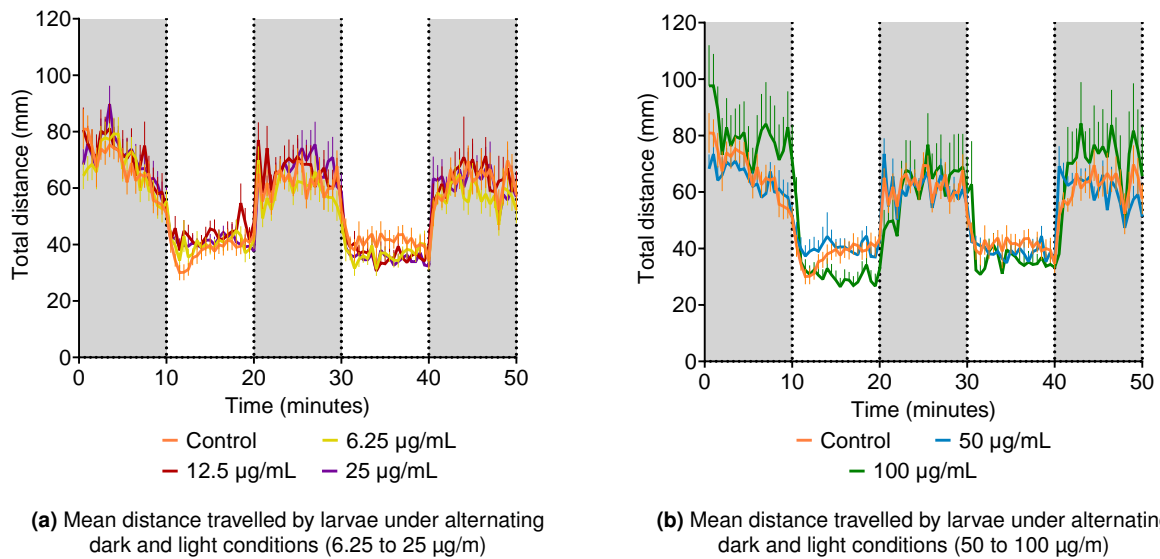 120
100
80
60
40
20
0
Total distance (mm)
0 10 20 30 40 50
Time (minutes)
Control 6.25 µg/mL
12.5 µg/mL 25 µg/mL
(a) Mean distance travelled by larvae under alternating
dark and light conditions (6.25 to 25 µg/m)
120
100
80
60
40
20
0
Total distance (mm)
0 10 20 30 40 50
Time (minutes)
Control 50 µg/mL
100 µg/mL
(b) Mean distance travelled by larvae under alternatin
dark and light conditions (50 to 100 µg/m)